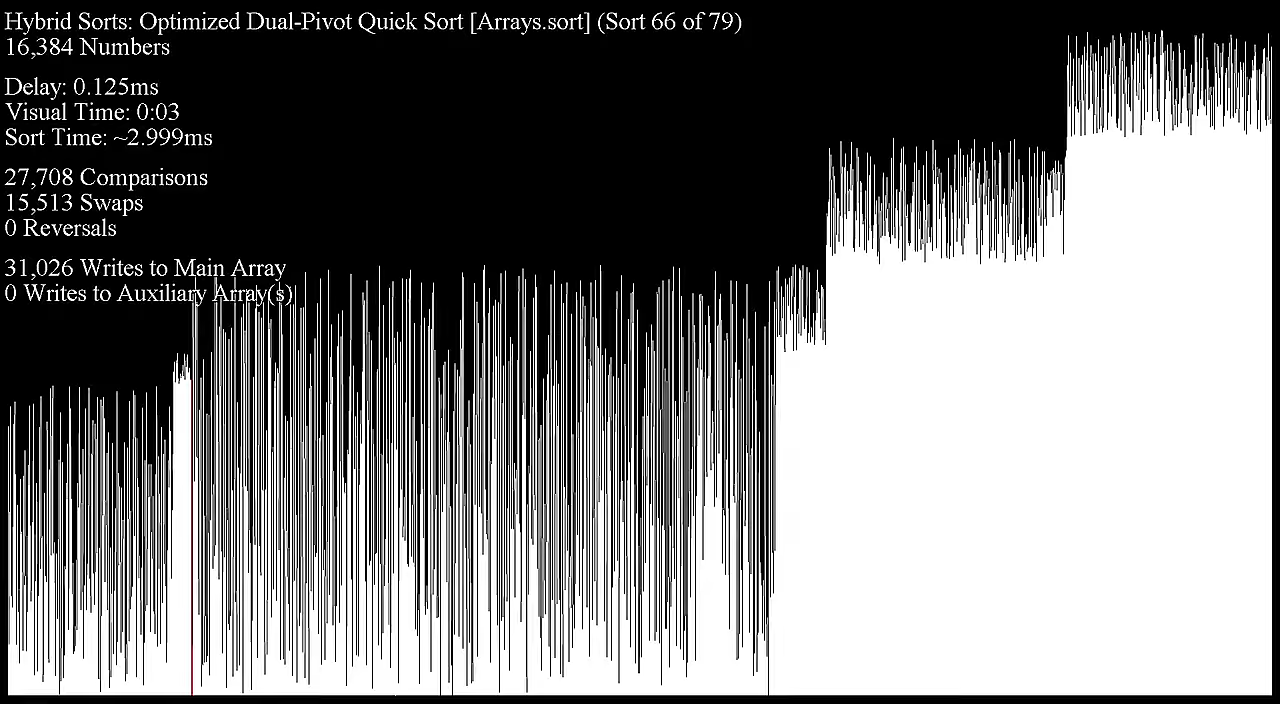 Hybrid Sorts: Optimized Dual-Pivot Quick Sort [Arrays.sort] (Sort 66 of 79)
16,384 Numbers
Delay: 0.125ms
Visual Time: 0:03
Sort Time: ~2.999ms
27,708 Comparisons
15,513 Swaps
0 Reversals
31,026 Writes to Main Array
0 Writes to Auxiliary Array(s)